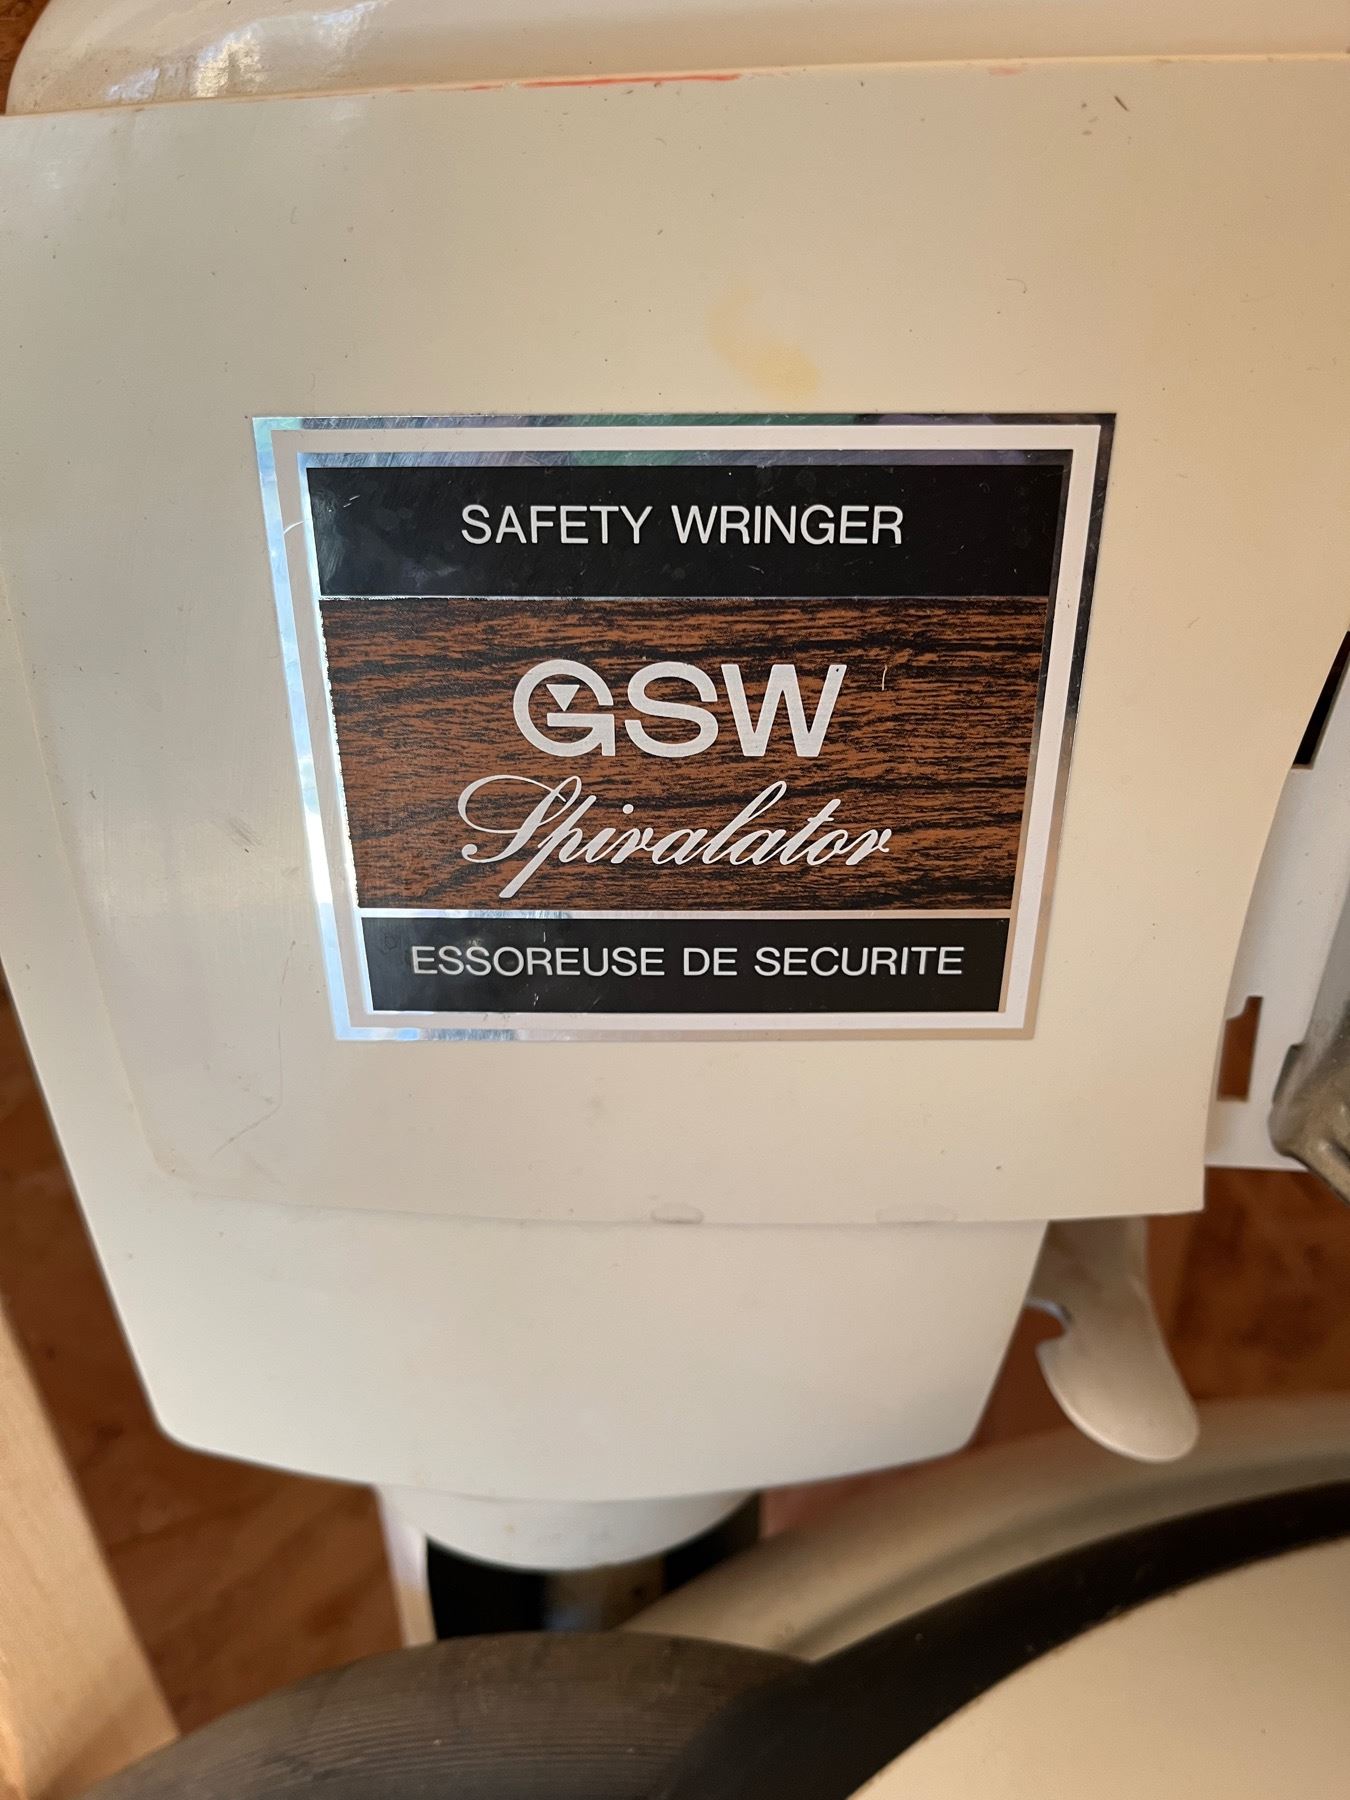 SAFETY WRINGER
GSW
Spiralator
ESSOREUSE DE SECURITE